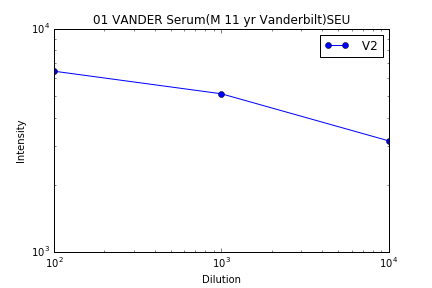 01 VANDER Serum(M 11 yr Vanderbilt)SEU
10⁴
V2
Intensity
10³
10² 10³ 10⁴
Dilution